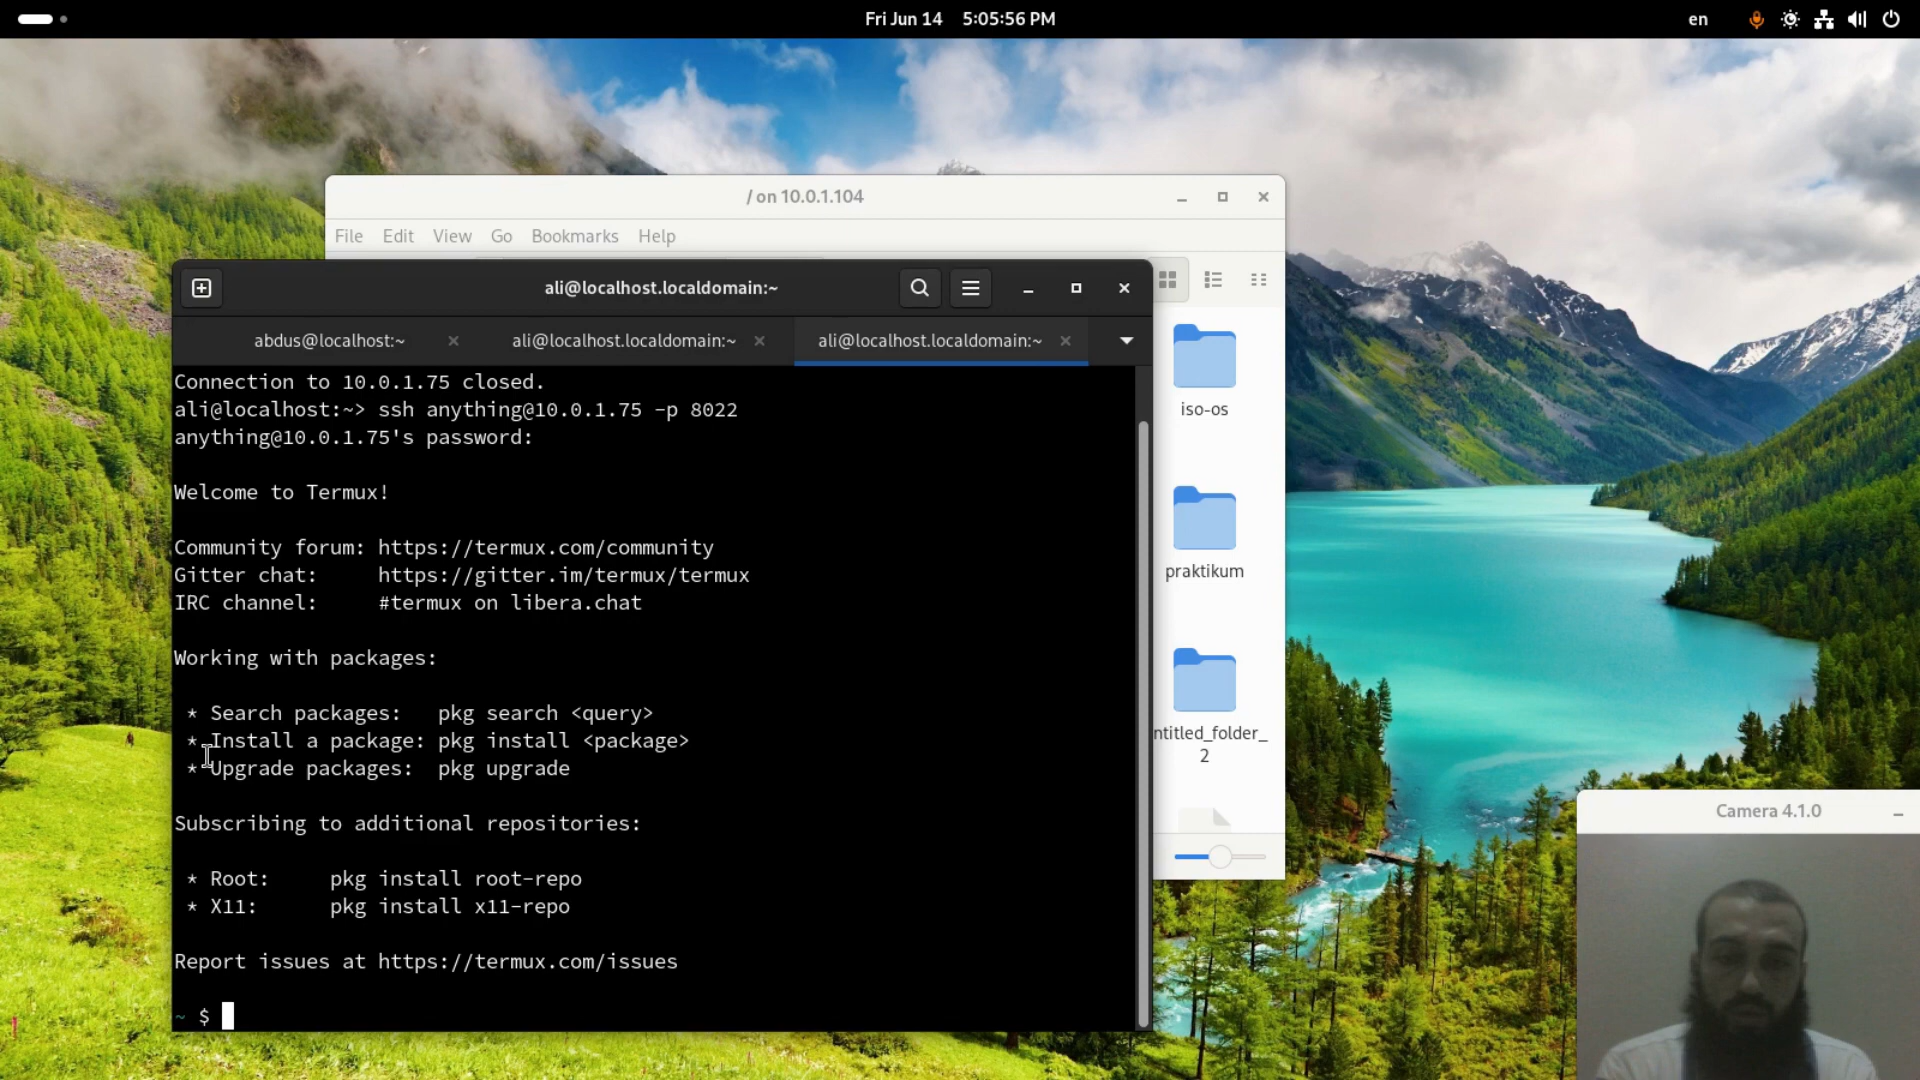 Fri Jun 14 5:05:56 PM
en
/ on 10.0.1.104
File Edit View Go Bookmarks Help
ali@localhost.localdomain:~
abdus@localhost:~ ali@localhost.localdomain:~ ali@localhost.localdomain:~
Connection to 10.0.1.75 closed.
ali@localhost:~> ssh anything@10.0.1.75 -p 8022
anything@10.0.1.75's password:
Welcome to Termux!
Community forum: https://termux.com/community
Gitter chat: https://gitter.im/termux/termux
IRC channel: #termux on libera.chat
Working with packages:
* Search packages: pkg search <query>
* Install a package: pkg install <package>
* Upgrade packages: pkg upgrade
Subscribing to additional repositories:
* Root: pkg install root-repo
* X11: pkg install x11-repo
Report issues at https://termux.com/issues
~ $
iso-os
praktikum
ntitled_folder_
2
Camera 4.1.0